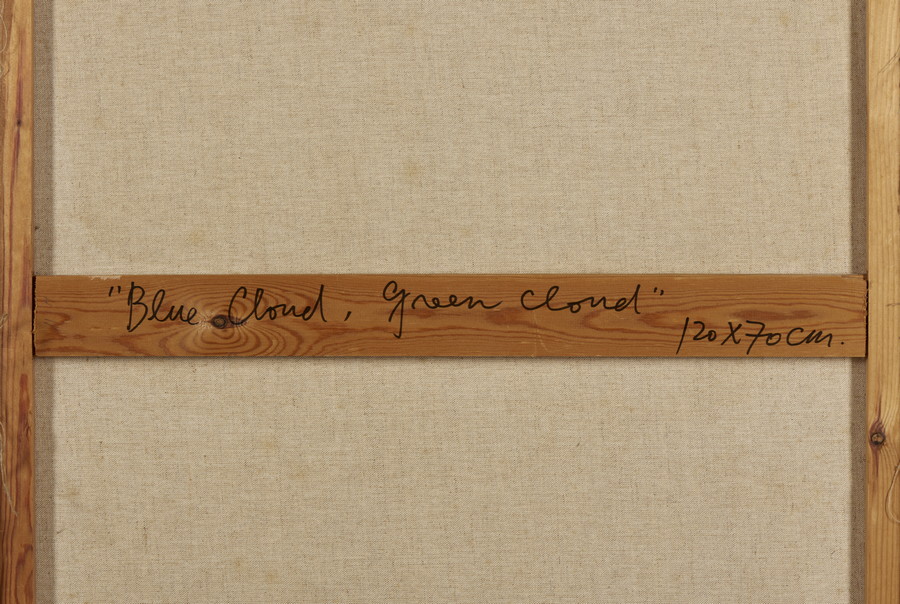 "Blue Cloud, Green Cloud"
120X70cm.